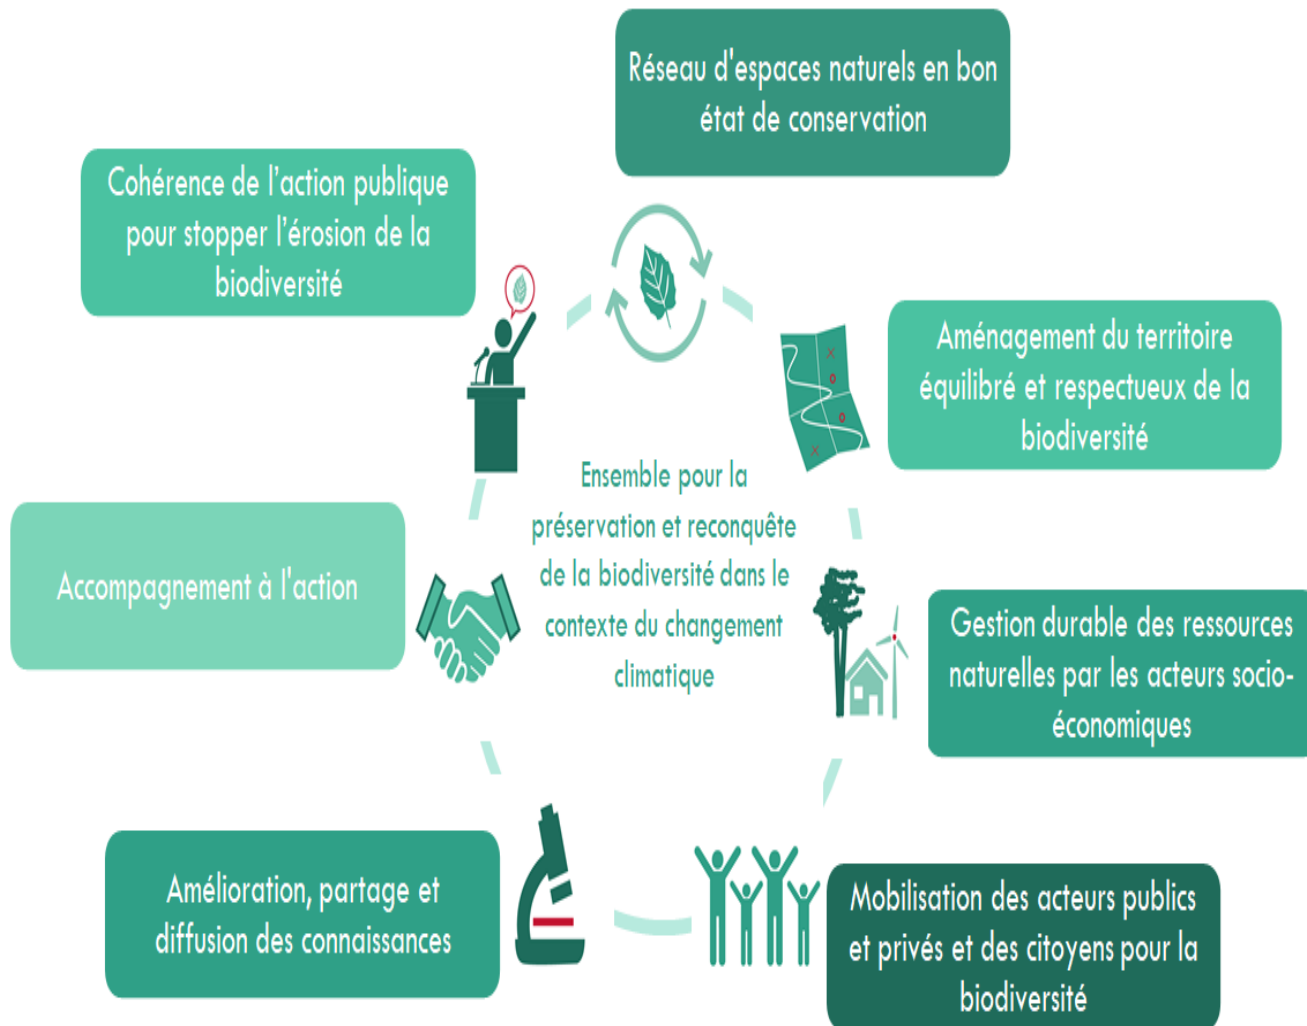 Réseau d'espaces naturels en bon
état de conservation
Cohérence de l’action publique
pour stopper l’érosion de la
biodiversité
Aménagement du territoire
équilibré et respectueux de la
biodiversité
Ensemble pour la
préservation et reconquête
de la biodiversité dans le
contexte du changement
climatique
Accompagnement à l'action
Gestion durable des ressources
naturelles par les acteurs socio-
économiques
Amélioration, partage et
diffusion des connaissances
Mobilisation des acteurs publics
et privés et des citoyens pour la
biodiversité